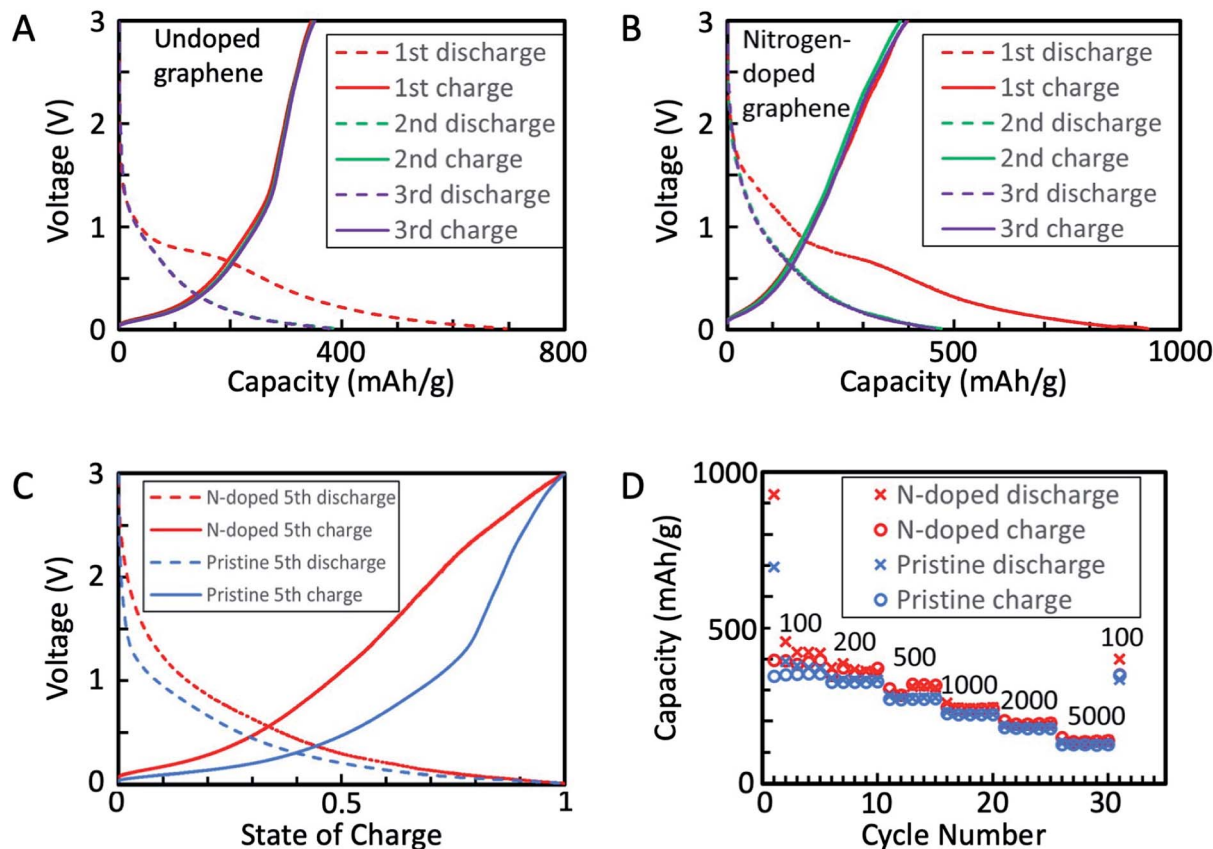 A
Undoped
graphene
1st discharge
1st charge
2nd discharge
2nd charge
3rd discharge
3rd charge
Voltage (V)
3
2
1
0
0
400
800
Capacity (mAh/g)
B
Nitrogen-
doped
graphene
1st discharge
1st charge
2nd discharge
2nd charge
3rd discharge
3rd charge
Voltage (V)
3
2
1
0
0
500
1000
Capacity (mAh/g)
C
N-doped 5th discharge
N-doped 5th charge
Pristine 5th discharge
Pristine 5th charge
Voltage (V)
3
2
1
0
0
0.5
1
State of Charge
D
N-doped discharge
N-doped charge
Pristine discharge
Pristine charge
Capacity (mAh/g)
1000
500
0
100
200
500
1000
2000
5000
100
0
10
20
30
Cycle Number